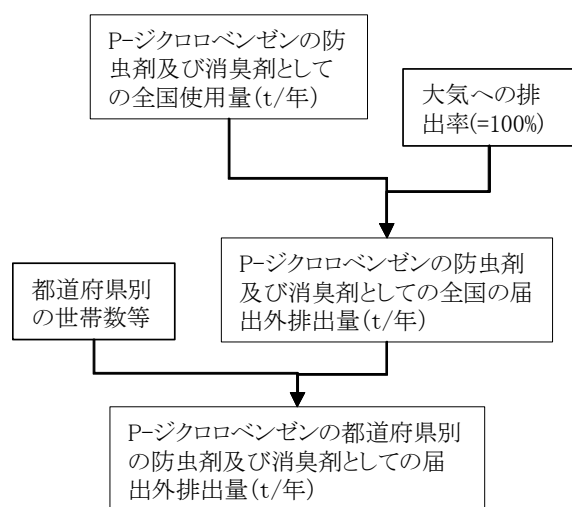 P-ジクロロベンゼンの防
虫剤及び消臭剤として
の全国使用量(t/年)
大気への排
出率(=100%)
P-ジクロロベンゼンの防虫剤
及び消臭剤としての全国の届
出外排出量(t/年)
都道府県別
の世帯数等
P-ジクロロベンゼンの都道府県別
の防虫剤及び消臭剤としての届
出外排出量(t/年)